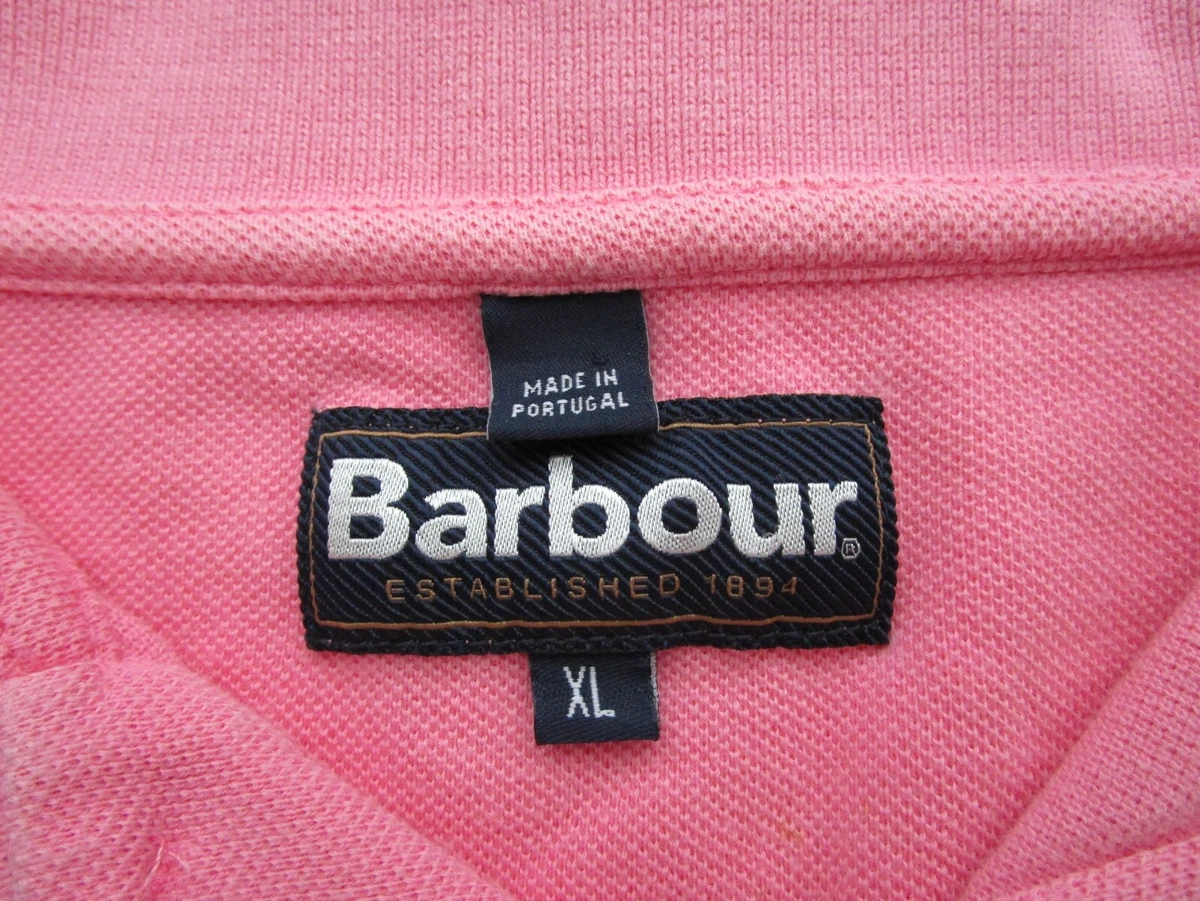 MADE IN
PORTUGAL
Barbour®
ESTABLISHED 1894
XL